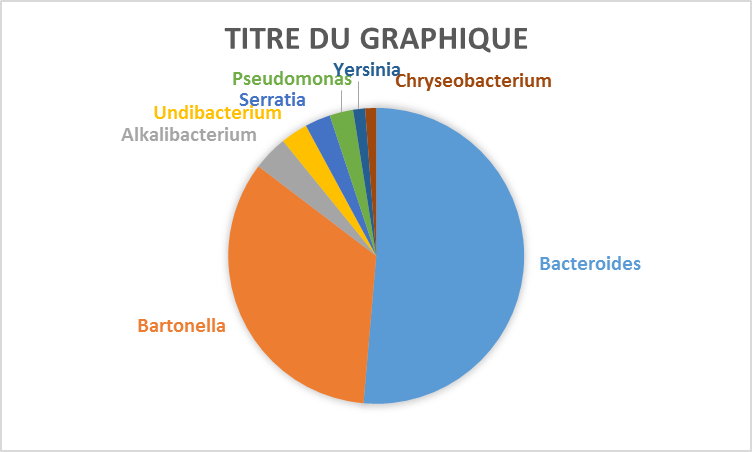 TITRE DU GRAPHIQUE
Yersinia
Pseudomonas
Chryseobacterium
Serratia
Undibacterium
Alkalibacterium
Bacteroides
Bartonella